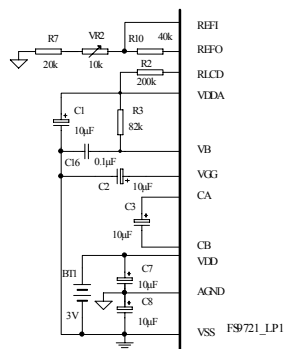 REFI
R7 VR2 R10 40k
REFO
20k 10k R2
RLCD
200k
VDDA
C1 R3
10μF 82k
VB
C16 0.1μF
VGG
C2 10μF
CA
C3
10μF
CB
VDD
BT1 C7
10μF
AGND
C8
3V 10μF
VSS FS9721_LP1